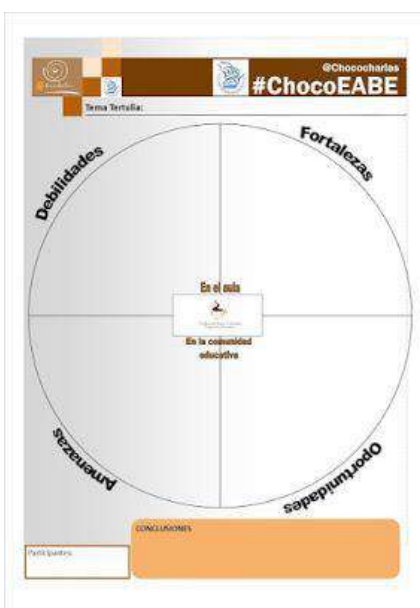 @Chococharlas
#ChocoEABE
Tema Tertulia:
Debilidades
Fortalezas
En el aula
En la comunidad
educativa
Amenazas
Oportunidades
CONCLUSIONES
Participantes: